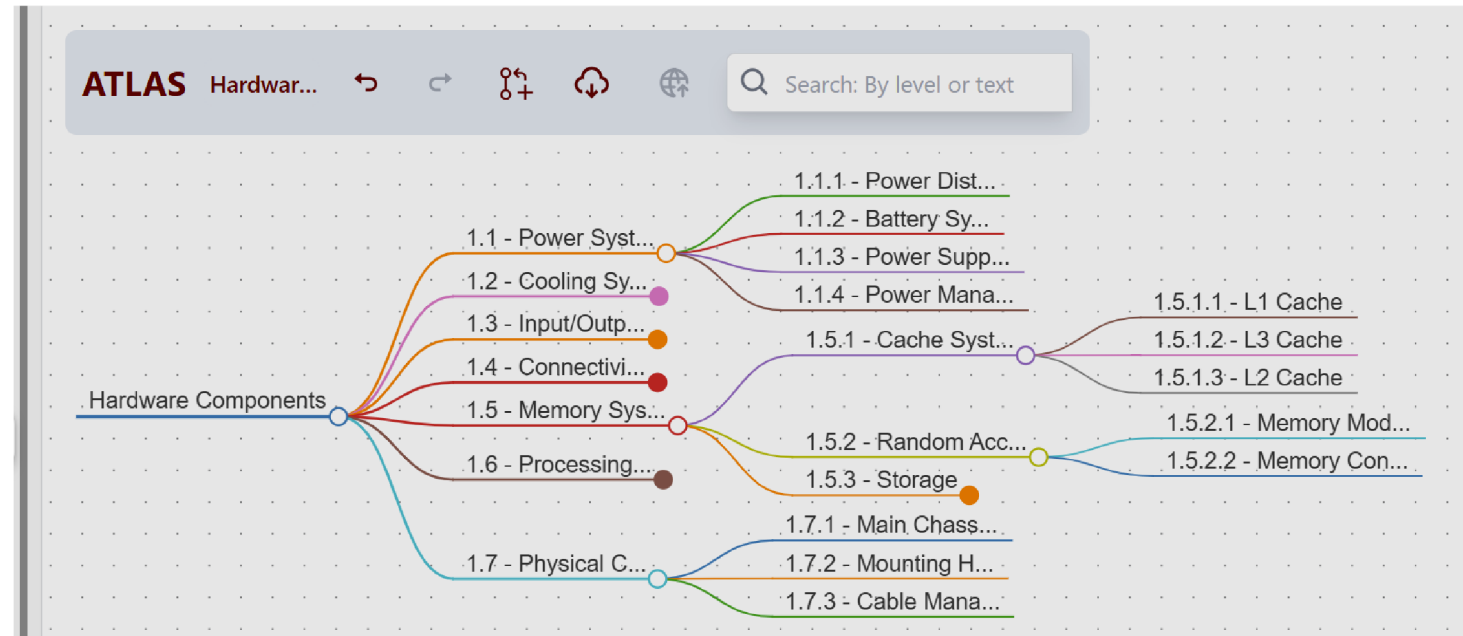 ATLAS Hardwar... Search: By level or text
Hardware Components
1.1 - Power Syst...
1.1.1 - Power Dist...
1.1.2 - Battery Sy...
1.1.3 - Power Supp...
1.1.4 - Power Mana...
1.2 - Cooling Sy...
1.3 - Input/Outp...
1.4 - Connectivi...
1.5 - Memory Sys...
1.5.1 - Cache Syst...
1.5.1.1 - L1 Cache
1.5.1.2 - L3 Cache
1.5.1.3 - L2 Cache
1.5.2 - Random Acc...
1.5.2.1 - Memory Mod...
1.5.2.2 - Memory Con...
1.5.3 - Storage
1.6 - Processing...
1.7 - Physical C...
1.7.1 - Main Chass...
1.7.2 - Mounting H...
1.7.3 - Cable Mana...